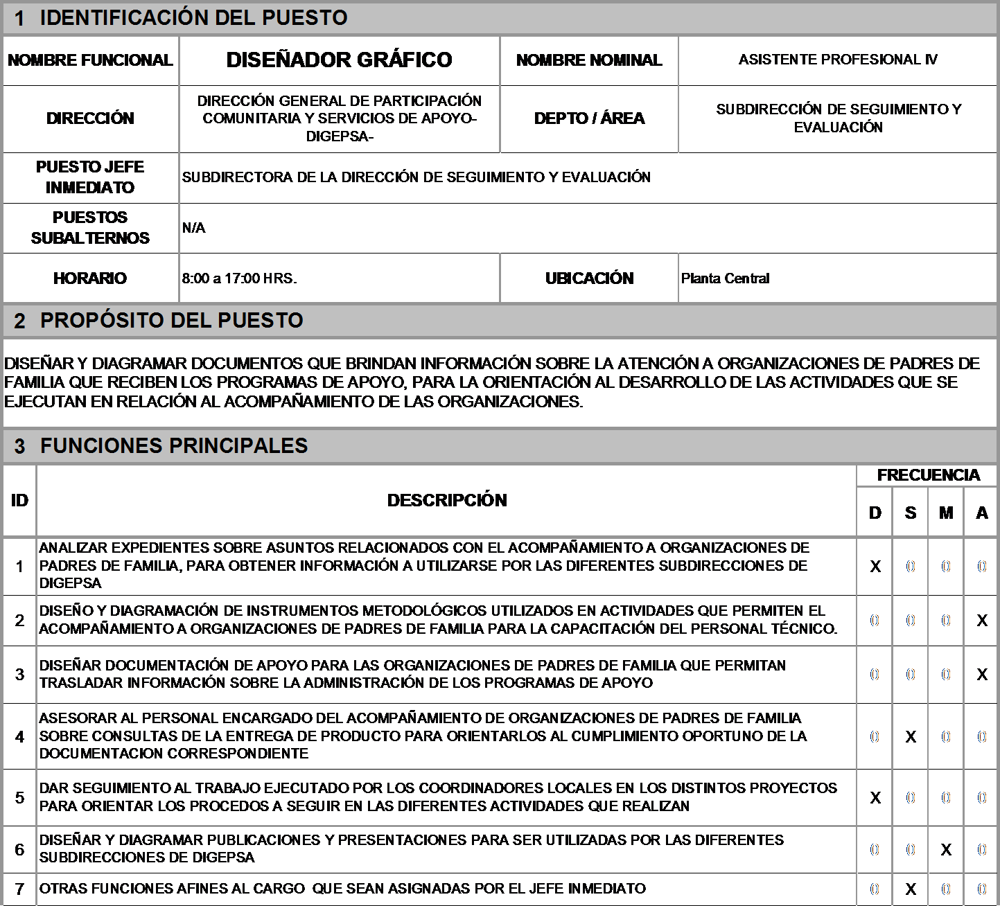 1 IDENTIFICACIÓN DEL PUESTO
NOMBRE FUNCIONAL
DISEÑADOR GRÁFICO
NOMBRE NOMINAL
ASISTENTE PROFESIONAL IV
DIRECCIÓN
DIRECCIÓN GENERAL DE PARTICIPACIÓN
COMUNITARIA Y SERVICIOS DE APOYO-
DIGEPSA-
DEPTO / ÁREA
SUBDIRECCIÓN DE SEGUIMIENTO Y
EVALUACIÓN
PUESTO JEFE
INMEDIATO
SUBDIRECTORA DE LA DIRECCIÓN DE SEGUIMIENTO Y EVALUACIÓN
PUESTOS
SUBALTERNOS
N/A
HORARIO
8:00 a 17:00 HRS.
UBICACIÓN
Planta Central
2 PROPÓSITO DEL PUESTO
DISEÑAR Y DIAGRAMAR DOCUMENTOS QUE BRINDAN INFORMACIÓN SOBRE LA ATENCIÓN A ORGANIZACIONES DE PADRES DE
FAMILIA QUE RECIBEN LOS PROGRAMAS DE APOYO, PARA LA ORIENTACIÓN AL DESARROLLO DE LAS ACTIVIDADES QUE SE
EJECUTAN EN RELACIÓN AL ACOMPAÑAMIENTO DE LAS ORGANIZACIONES.
3 FUNCIONES PRINCIPALES
ID
DESCRIPCIÓN
FRECUENCIA
D S M A
1
ANALIZAR EXPEDIENTES SOBRE ASUNTOS RELACIONADOS CON EL ACOMPAÑAMIENTO A ORGANIZACIONES DE
PADRES DE FAMILIA, PARA OBTENER INFORMACIÓN A UTILIZARSE POR LAS DIFERENTES SUBDIRECCIONES DE
DIGEPSA
X 0 0 0
2
DISEÑO Y DIAGRAMACIÓN DE INSTRUMENTOS METODOLÓGICOS UTILIZADOS EN ACTIVIDADES QUE PERMITEN EL
ACOMPAÑAMIENTO A ORGANIZACIONES DE PADRES DE FAMILIA PARA LA CAPACITACIÓN DEL PERSONAL TÉCNICO.
0 0 0 X
3
DISEÑAR DOCUMENTACIÓN DE APOYO PARA LAS ORGANIZACIONES DE PADRES DE FAMILIA QUE PERMITAN
TRASLADAR INFORMACIÓN SOBRE LA ADMINISTRACIÓN DE LOS PROGRAMAS DE APOYO
0 0 0 X
4
ASESORAR AL PERSONAL ENCARGADO DEL ACOMPAÑAMIENTO DE ORGANIZACIONES DE PADRES DE FAMILIA
SOBRE CONSULTAS DE LA ENTREGA DE PRODUCTO PARA ORIENTARLOS AL CUMPLIMIENTO OPORTUNO DE LA
DOCUMENTACION CORRESPONDIENTE
0 X 0 0
5
DAR SEGUIMIENTO AL TRABAJO EJECUTADO POR LOS COORDINADORES LOCALES EN LOS DISTINTOS PROYECTOS
PARA ORIENTAR LOS PROCEDOS A SEGUIR EN LAS DIFERENTES ACTIVIDADES QUE REALIZAN
X 0 0 0
6
DISEÑAR Y DIAGRAMAR PUBLICACIONES Y PRESENTACIONES PARA SER UTILIZADAS POR LAS DIFERENTES
SUBDIRECCIONES DE DIGEPSA
0 0 X 0
7
OTRAS FUNCIONES AFINES AL CARGO QUE SEAN ASIGNADAS POR EL JEFE INMEDIATO
0 X 0 0